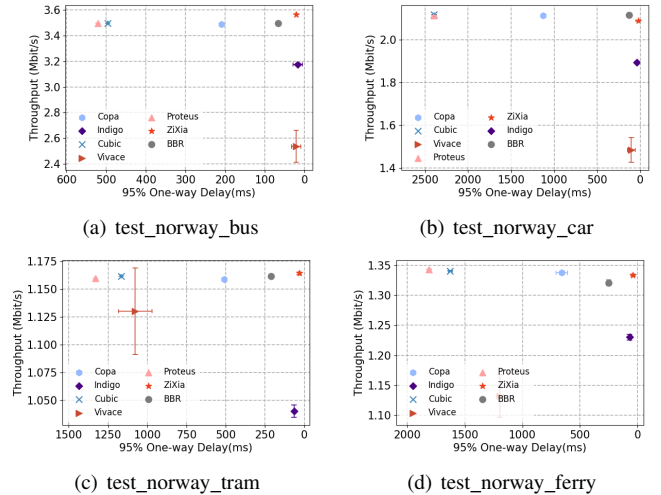 3.6
3.4
3.2
3.0
2.8
2.6
2.4
Throughput (Mbit/s)
Copa
Indigo
Cubic
Vivace
Proteus
ZiXia
BBR
600 500 400 300 200 100 0
95% One-way Delay(ms)
(a) test_norway_bus
2.0
1.8
1.6
1.4
Throughput (Mbit/s)
Copa
Cubic
Vivace
Proteus
ZiXia
Indigo
BBR
2500 2000 1500 1000 500 0
95% One-way Delay(ms)
(b) test_norway_car
1.175
1.150
1.125
1.100
1.075
1.050
Throughput (Mbit/s)
Copa
Indigo
Cubic
Vivace
Proteus
ZiXia
BBR
1500 1250 1000 750 500 250 0
95% One-way Delay(ms)
(c) test_norway_tram
1.35
1.30
1.25
1.20
1.15
1.10
Throughput (Mbit/s)
Copa
Indigo
Cubic
Vivace
Proteus
ZiXia
BBR
2000 1500 1000 500 0
95% One-way Delay(ms)
(d) test_norway_ferry